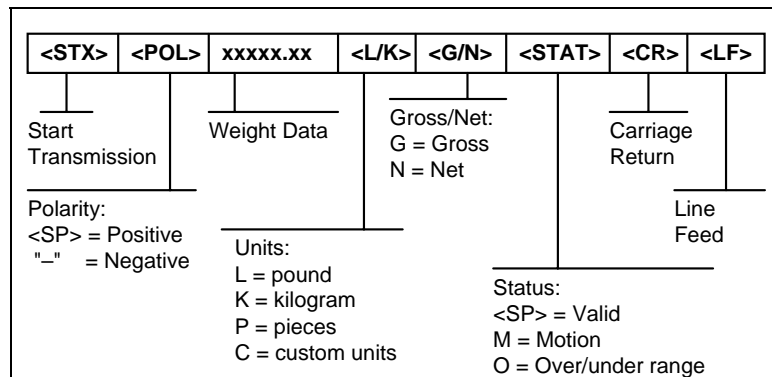 <STX> <POL> xxxxx.xx <L/K> <G/N> <STAT> <CR> <LF>
Start
Transmission
Weight Data
Gross/Net:
G = Gross
N = Net
Carriage
Return
Polarity:
<SP> = Positive
"–" = Negative
Units:
L = pound
K = kilogram
P = pieces
C = custom units
Line
Feed
Status:
<SP> = Valid
M = Motion
O = Over/under range